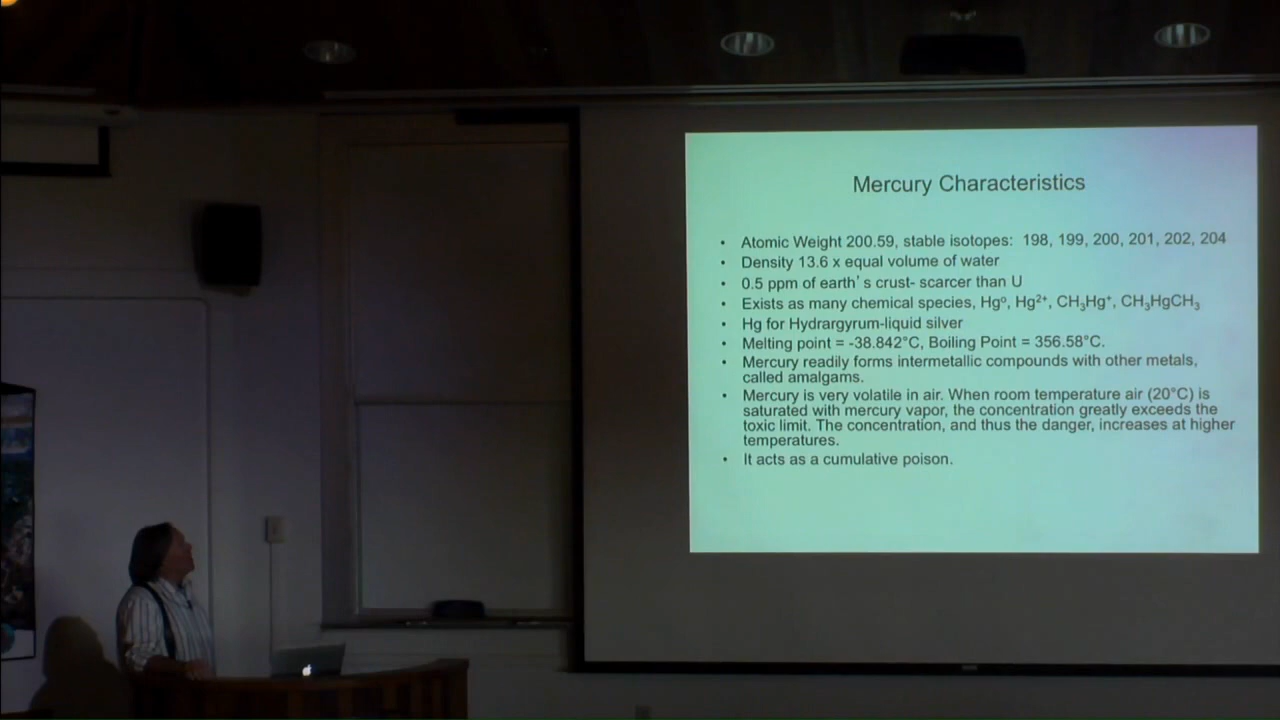 Mercury Characteristics
• Atomic Weight 200.59, stable isotopes: 198, 199, 200, 201, 202, 204
• Density 13.6 x equal volume of water
• 0.5 ppm of earth's crust- scarcer than U
• Exists as many chemical species, Hg⁰, Hg²⁺, CH₃Hg⁺, CH₃HgCH₃
• Hg for Hydrargyrum-liquid silver
• Melting point = -38.842°C, Boiling Point = 356.58°C.
• Mercury readily forms intermetallic compounds with other metals,
called amalgams.
• Mercury is very volatile in air. When room temperature air (20°C) is
saturated with mercury vapor, the concentration greatly exceeds the
toxic limit. The concentration, and thus the danger, increases at higher
temperatures.
• It acts as a cumulative poison.